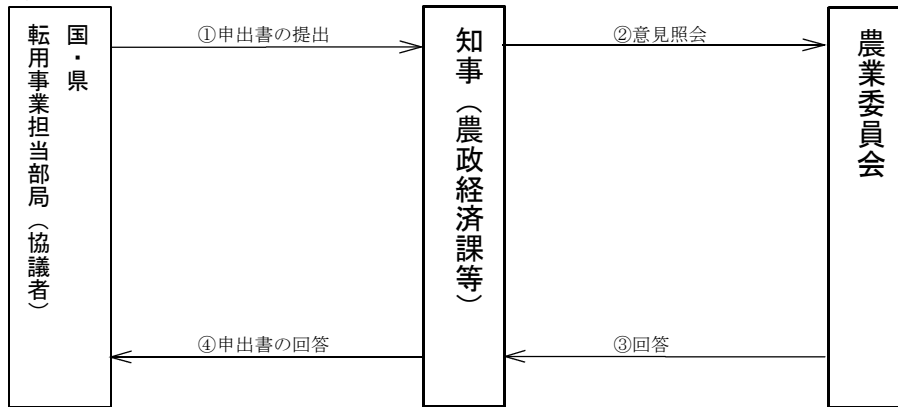 国・県
転用事業担当部局（協議者）
①申出書の提出
知事（農政経済課等）
②意見照会
農業委員会
③回答
④申出書の回答